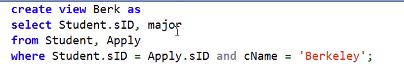 create view Berk as
select Student.sID, major
from Student, Apply
where Student.sID = Apply.sID and cName = 'Berkeley';